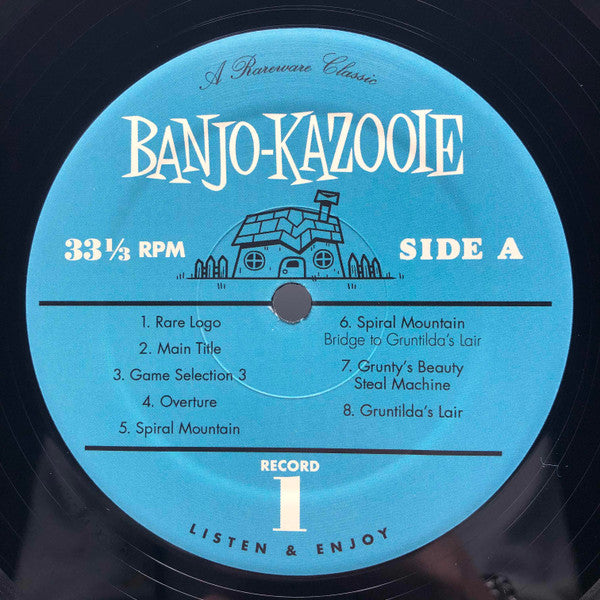 A Rareware Classic
BANJO-KAZOOIE
33 1/3 RPM
SIDE A
1. Rare Logo
2. Main Title
3. Game Selection 3
4. Overture
5. Spiral Mountain
6. Spiral Mountain
Bridge to Gruntilda's Lair
7. Grunty's Beauty
Steal Machine
8. Gruntilda's Lair
RECORD
1
LISTEN & ENJOY